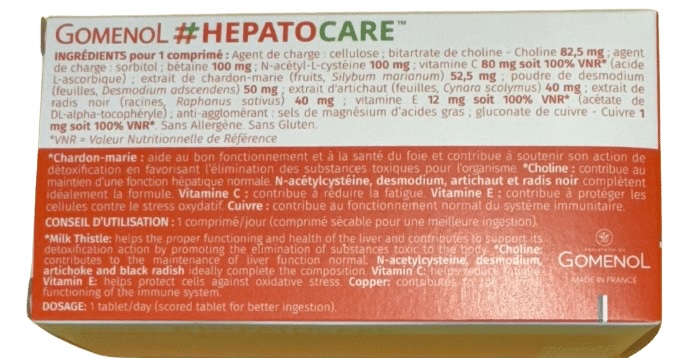 GOMENOL #HEPATOCARE™
INGRÉDIENTS pour 1 comprimé : Agent de charge : cellulose ; bitartrate de choline - Choline 82,5 mg ; agent
de charge : sorbitol ; bétaine 100 mg ; N-acétyl-L-cystéine 100 mg ; vitamine C 80 mg soit 100% VNR* (acide
L-ascorbique) ; extrait de chardon-marie (fruits, Silybum marianum) 52,5 mg ; poudre de desmodium
(feuilles, Desmodium adscendens) 50 mg ; extrait d'artichaut (feuilles, Cynara scolymus) 40 mg ; extrait de
radis noir (racines, Raphanus sativus) 40 mg ; vitamine E 12 mg soit 100% VNR* (acétate de
DL-alpha-tocophéryle) ; anti-agglomérant : sels de magnésium d'acides gras ; gluconate de cuivre - Cuivre 1
mg soit 100% VNR*. Sans Allergène. Sans Gluten.
*VNR = Valeur Nutritionnelle de Référence
*Chardon-marie : aide au bon fonctionnement et à la santé du foie et contribue à soutenir son action de
détoxification en favorisant l'élimination des substances toxiques pour l'organisme. *Choline : contribue au
maintien d'une fonction hépatique normale. N-acétylcystéine, desmodium, artichaut et radis noir complètent
idéalement la formule. Vitamine C : contribue à réduire la fatigue. Vitamine E : contribue à protéger les
cellules contre le stress oxydatif. Cuivre : contribue au fonctionnement normal du système immunitaire.
CONSEIL D'UTILISATION : 1 comprimé/jour (comprimé sécable pour une meilleure ingestion).
*Milk Thistle: helps the proper functioning and health of the liver and contributes to support its
detoxification action by promoting the elimination of substances toxic to the body. *Choline:
contributes to the maintenance of liver function normal. N-acetylcysteine, desmodium,
artichoke and black radish ideally complete the composition. Vitamin C: helps reduce
Vitamin E: helps protect cells against oxidative stress. Copper: contributes to
functioning of the immune system.
DOSAGE: 1 tablet/day (scored tablet for better ingestion).
GOMENOL
MADE IN FRANCE